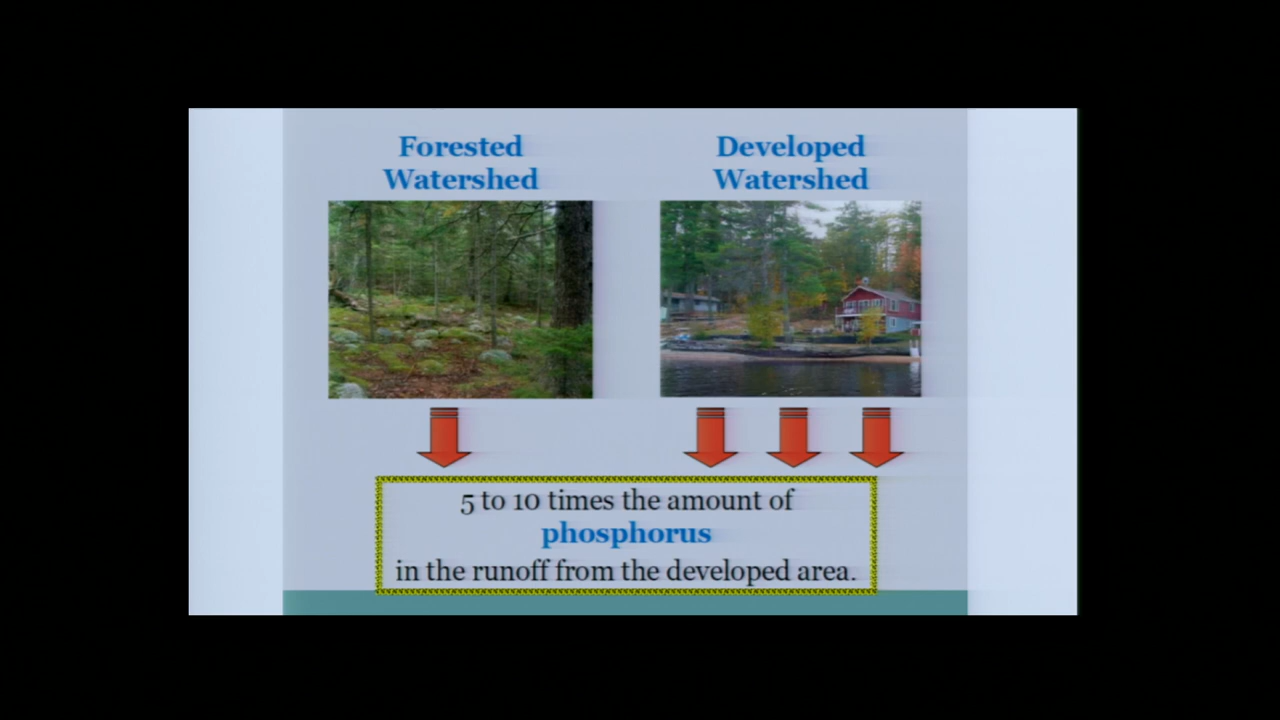 Forested
Watershed
Developed
Watershed
5 to 10 times the amount of
phosphorus
in the runoff from the developed area.